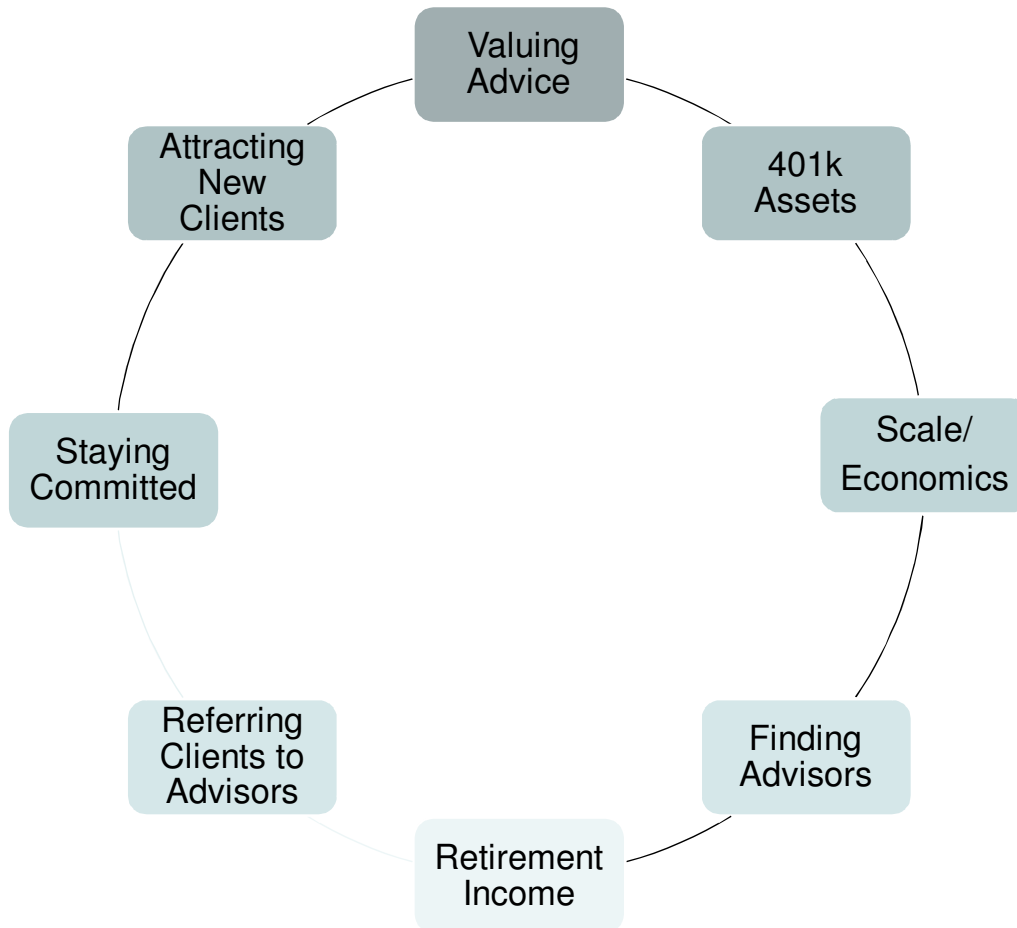 Valuing
Advice
401k
Assets
Scale/
Economics
Finding
Advisors
Retirement
Income
Referring
Clients to
Advisors
Staying
Committed
Attracting
New
Clients